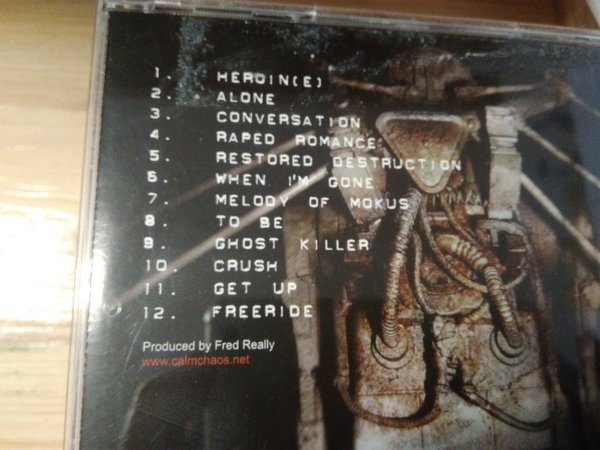 1. HEROIN(E)
2. ALONE
3. CONVERSATION
4. RAPED ROMANCE
5. RESTORED DESTRUCTION
6. WHEN I'M GONE
7. MELODY OF MOKUS
8. TO BE
9. GHOST KILLER
10. CRUSH
11. GET UP
12. FREERIDE
Produced by Fred Really
www.calmchaos.net